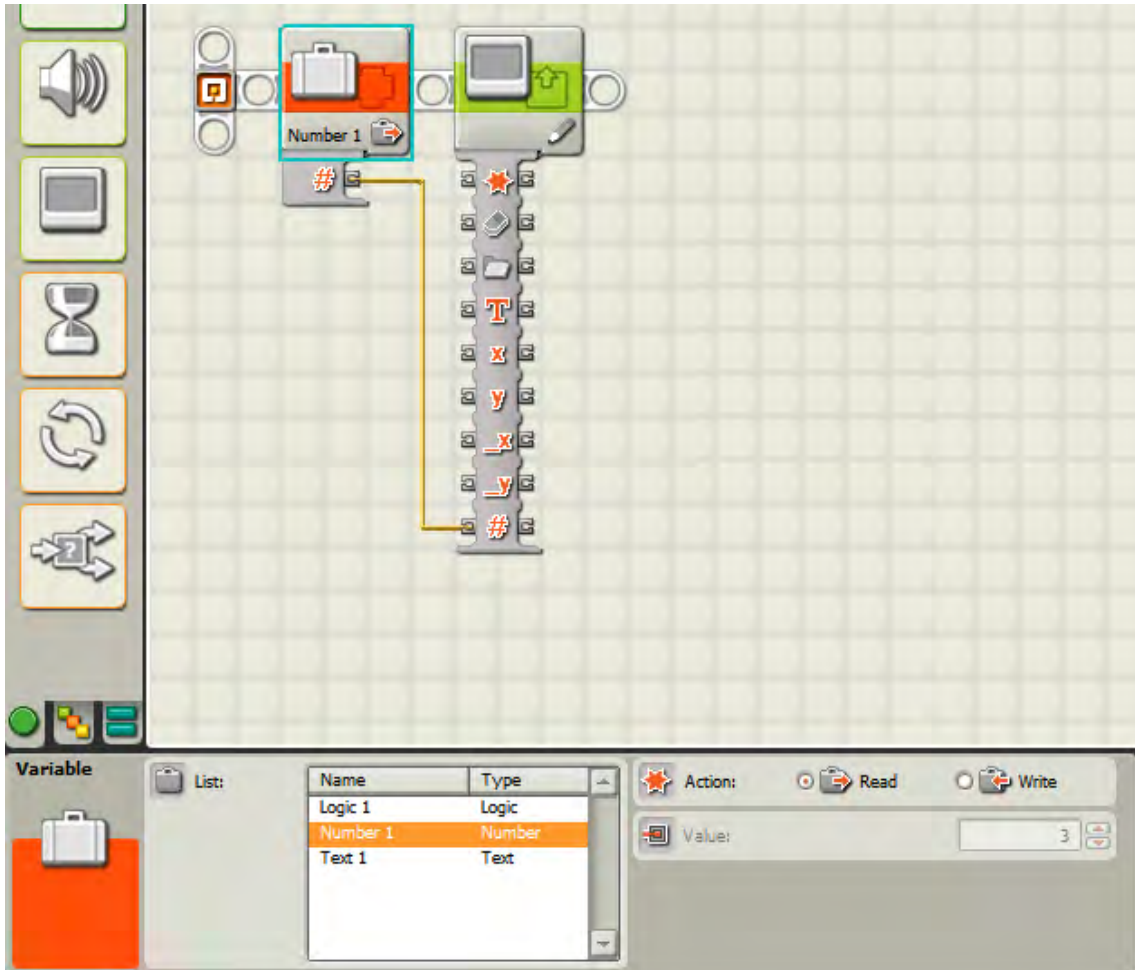 Number 1
#
T
x
y
_x
_y
#
?
Variable
List:
Name Type
Logic 1 Logic
Number 1 Number
Text 1 Text
Action: Read Write
Value: 3